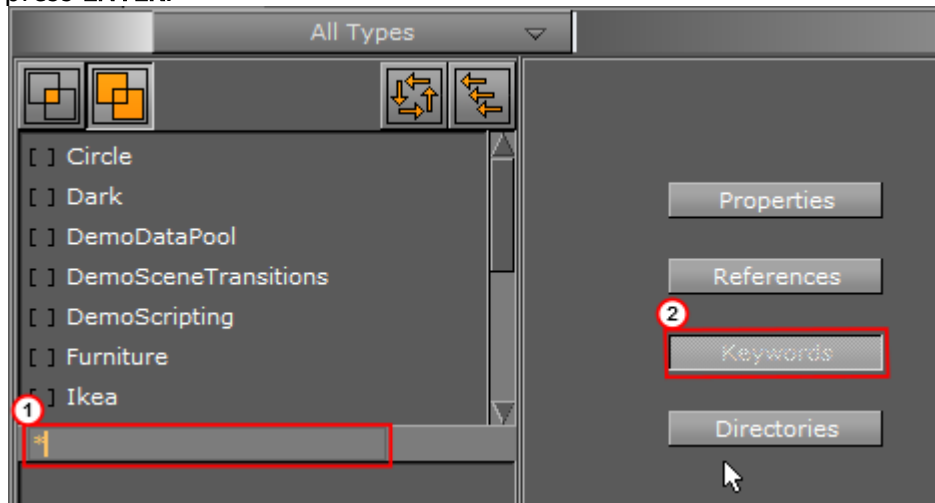 press ENTER.
All Types
[ ] Circle
[ ] Dark
[ ] DemoDataPool
[ ] DemoSceneTransitions
[ ] DemoScripting
[ ] Furniture
[ ] Ikea
1
*
Properties
References
2
Keywords
Directories